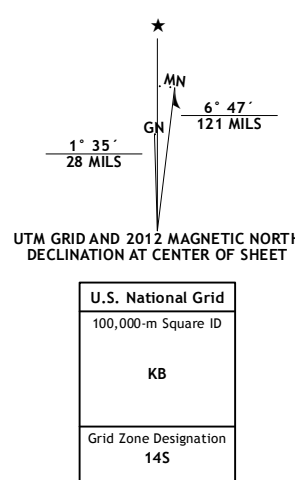 ★
MN
GN
6° 47´
121 MILS
1° 35´
28 MILS
UTM GRID AND 2012 MAGNETIC NORTH
DECLINATION AT CENTER OF SHEET
U.S. National Grid
100,000-m Square ID
KB
Grid Zone Designation
14S